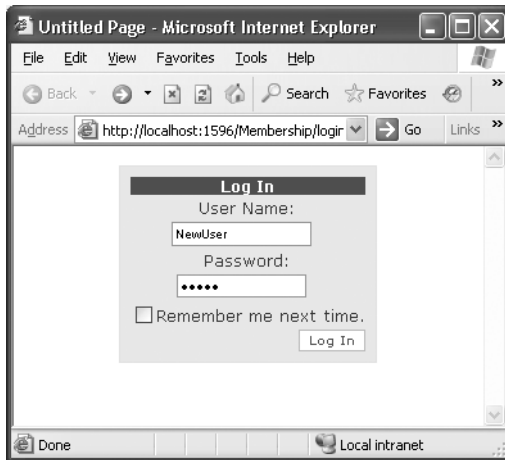 Untitled Page - Microsoft Internet Explorer
File Edit View Favorites Tools Help
Back Search Favorites »
Address http://localhost:1596/Membership/login Go Links »
Log In
User Name:
NewUser
Password:
•••••
Remember me next time.
Log In
Done Local intranet